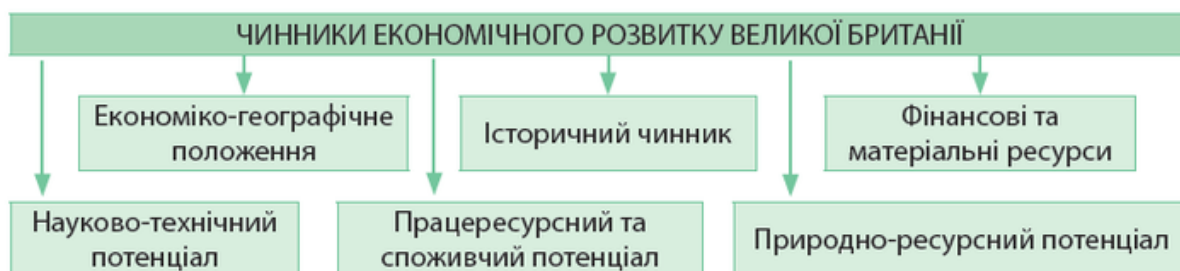 ЧИННИКИ ЕКОНОМІЧНОГО РОЗВИТКУ ВЕЛИКОЇ БРИТАНІЇ
Економіко-географічне
положення
Історичний чинник
Фінансові та
матеріальні ресурси
Науково-технічний
потенціал
Працересурсний та
споживчий потенціал
Природно-ресурсний потенціал